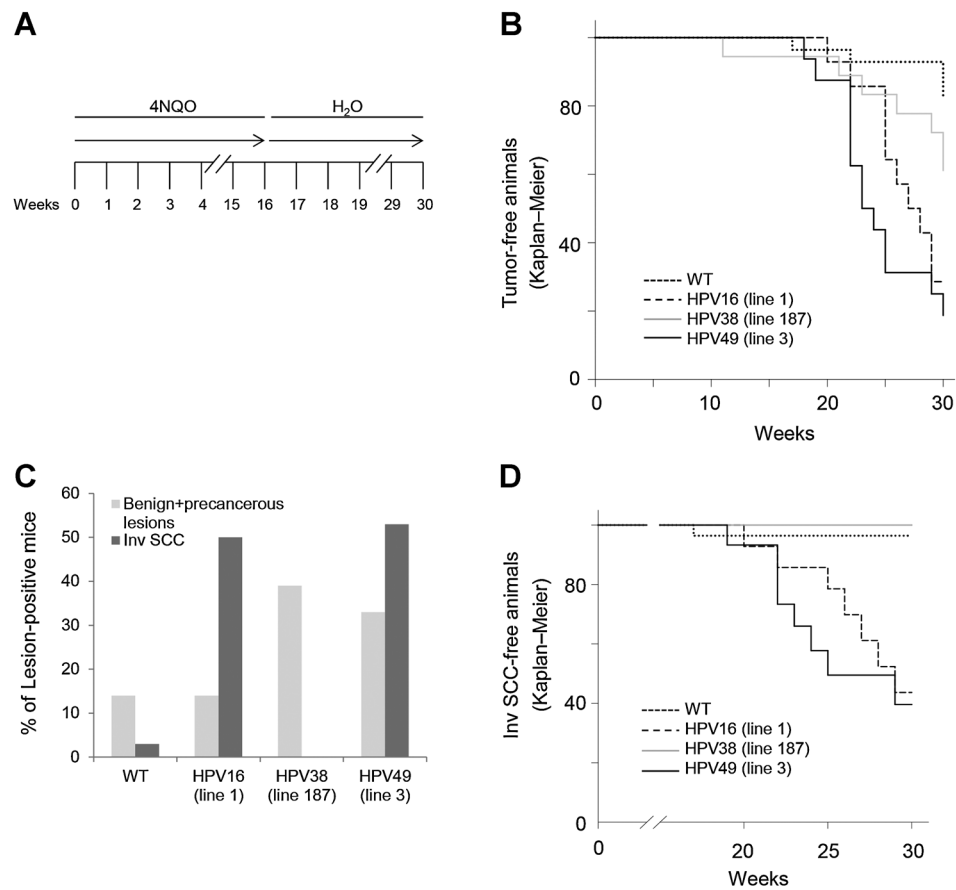 A
4NQO
H2O
Weeks 0 1 2 3 4 15 16 17 18 19 29 30
B
Tumor-free animals
(Kaplan–Meier)
80
40
0
WT
HPV16 (line 1)
HPV38 (line 187)
HPV49 (line 3)
0 10 20 30
Weeks
C
% of Lesion-positive mice
60
50
40
30
20
10
0
Benign+precancerous
lesions
Inv SCC
WT HPV16 HPV38 HPV49
(line 1) (line 187) (line 3)
D
Inv SCC-free animals
(Kaplan–Meier)
80
40
0
WT
HPV16 (line 1)
HPV38 (line 187)
HPV49 (line 3)
0 20 25 30
Weeks